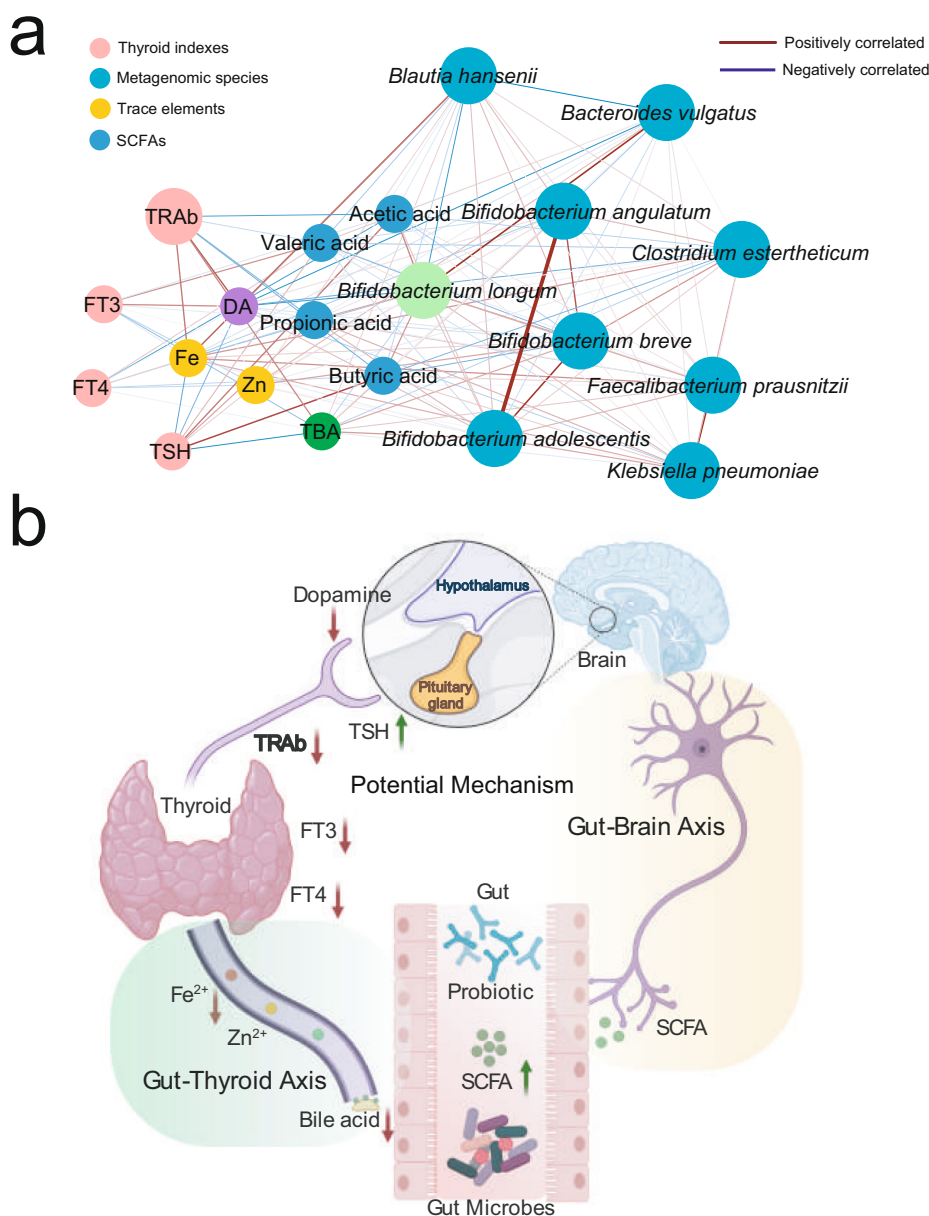 a
Thyroid indexes
Metagenomic species
Trace elements
SCFAs
Positively correlated
Negatively correlated
Blautia hansenii
Bacteroides vulgatus
TRAb
Acetic acid
Bifidobacterium angulatum
Valeric acid
Clostridium estertheticum
Bifidobacterium longum
FT3
DA
Propionic acid
Bifidobacterium breve
Fe
FT4
Zn
Butyric acid
Faecalibacterium prausnitzii
TBA
TSH
Bifidobacterium adolescentis
Klebsiella pneumoniae
b
Hypothalamus
Dopamine
Brain
Pituitary
gland
TSH
TRAb
Potential Mechanism
Thyroid
FT3
Gut-Brain Axis
FT4
Gut
Probiotic
Fe2+
Zn2+
SCFA
Gut-Thyroid Axis
SCFA
Bile acid
Gut Microbes